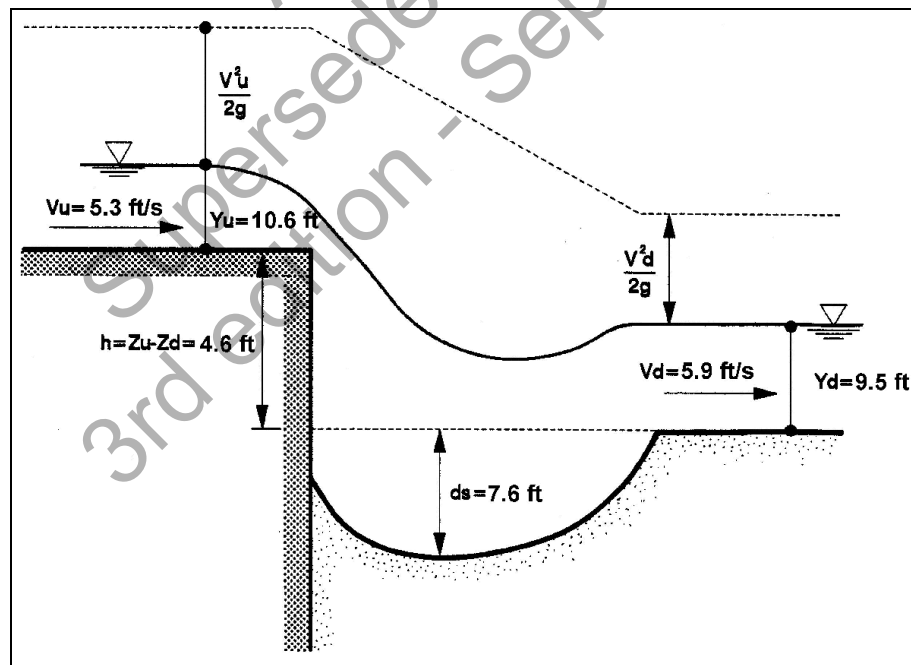 Supersede
3rd edition - Sep
V²u
2g
Vu= 5.3 ft/s
Yu= 10.6 ft
h=Zu-Zd= 4.6 ft
V²d
2g
Vd= 5.9 ft/s
Yd= 9.5 ft
ds= 7.6 ft